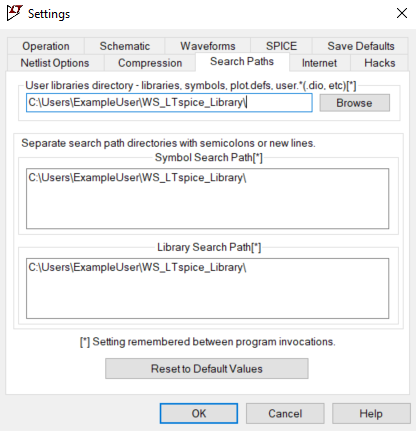 Settings
Operation Schematic Waveforms SPICE Save Defaults
Netlist Options Compression Search Paths Internet Hacks
User libraries directory - libraries, symbols, plot.defs, user.*(.dio, etc)[*]
C:\Users\ExampleUser\WS_LTspice_Library\ Browse
Separate search path directories with semicolons or new lines.
Symbol Search Path[*]
C:\Users\ExampleUser\WS_LTspice_Library\
Library Search Path[*]
C:\Users\ExampleUser\WS_LTspice_Library\
[*] Setting remembered between program invocations.
Reset to Default Values
OK Cancel Help